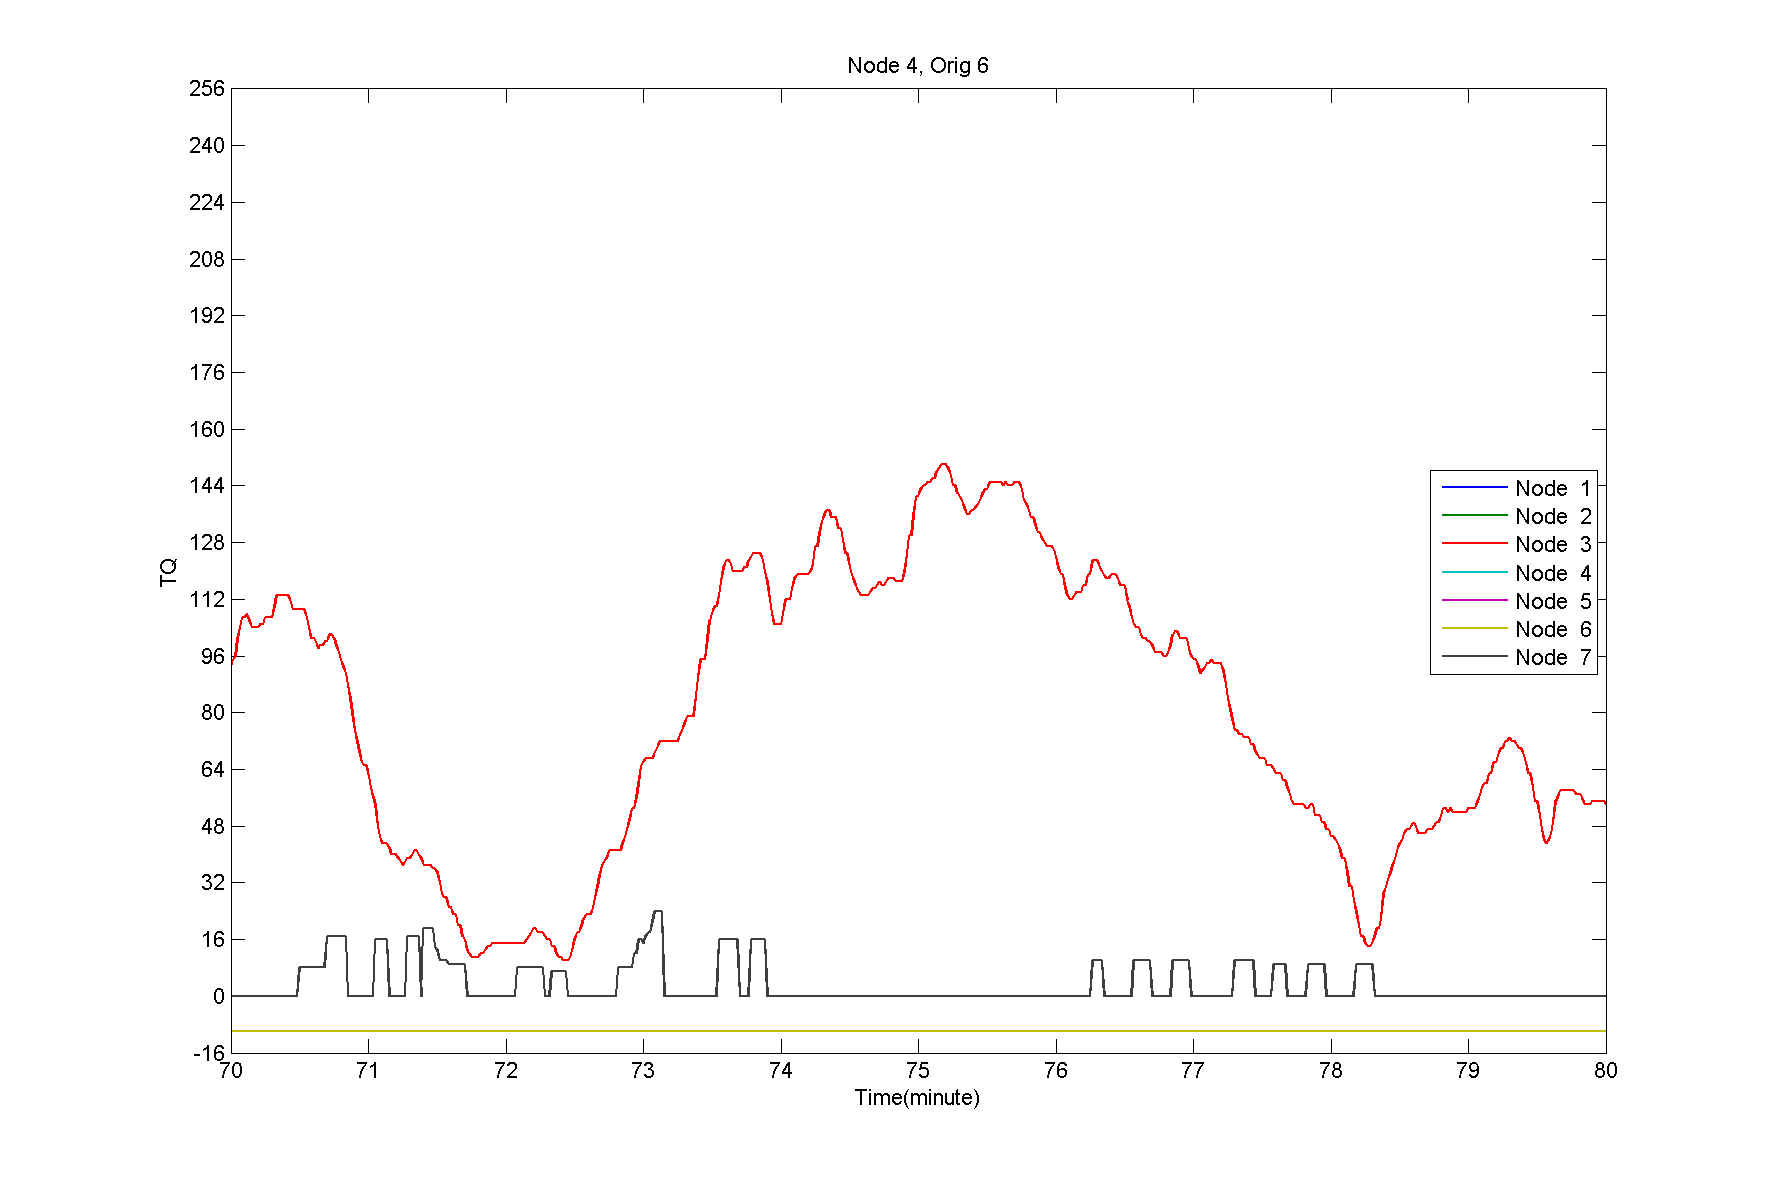 Node 4, Orig 6
256
240
224
208
192
176
160
144
128
112
96
80
64
48
32
16
0
-16
TQ
Node 1
Node 2
Node 3
Node 4
Node 5
Node 6
Node 7
70 71 72 73 74 75 76 77 78 79 80
Time(minute)